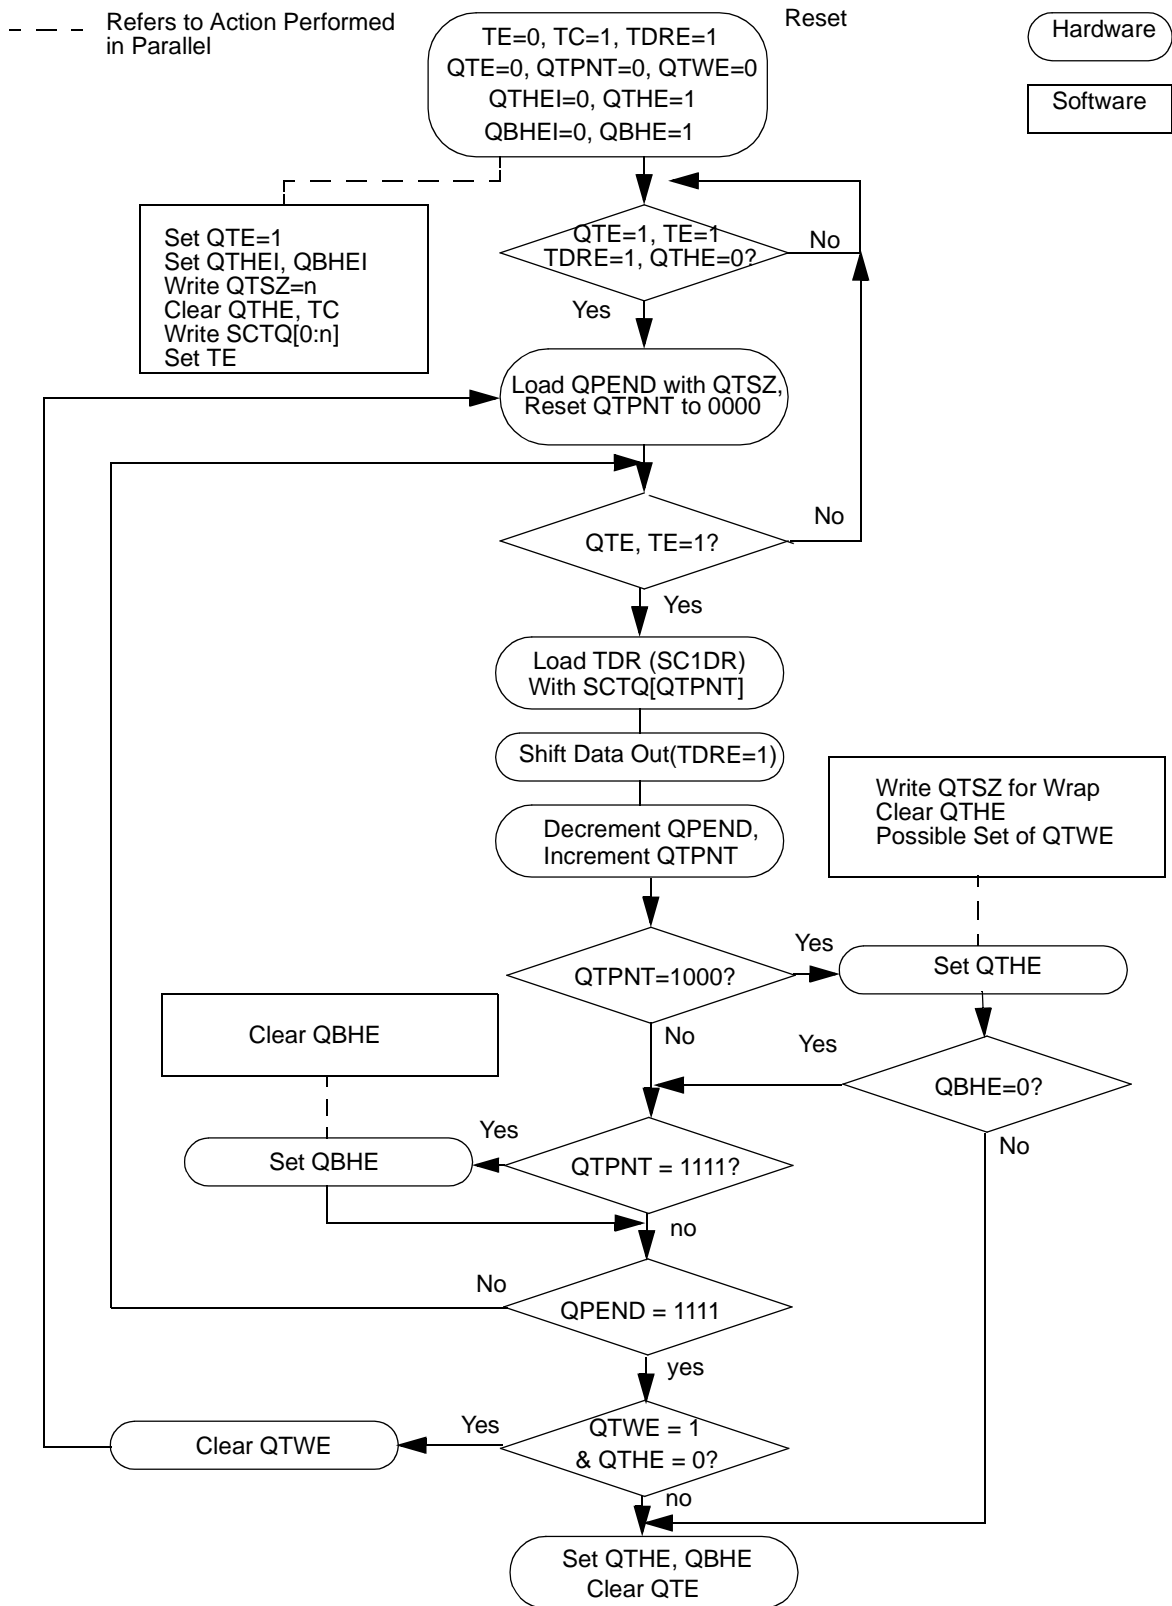 Refers to Action Performed
in Parallel
Reset
Hardware
Software
TE=0, TC=1, TDRE=1
QTE=0, QTPNT=0, QTWE=0
QTHEI=0, QTHE=1
QBHEI=0, QBHE=1
Set QTE=1
Set QTHEI, QBHEI
Write QTSZ=n
Clear QTHE, TC
Write SCTQ[0:n]
Set TE
QTE=1, TE=1
TDRE=1, QTHE=0?
No
Yes
Load QPEND with QTSZ,
Reset QTPNT to 0000
No
QTE, TE=1?
Yes
Load TDR (SC1DR)
With SCTQ[QTPNT]
Shift Data Out(TDRE=1)
Write QTSZ for Wrap
Clear QTHE
Possible Set of QTWE
Decrement QPEND,
Increment QTPNT
Yes
QTPNT=1000?
Set QTHE
Clear QBHE
No
Yes
QBHE=0?
Yes
No
Set QBHE
QTPNT = 1111?
no
No
QPEND = 1111
yes
Yes
QTWE = 1
& QTHE = 0?
Clear QTWE
no
Set QTHE, QBHE
Clear QTE